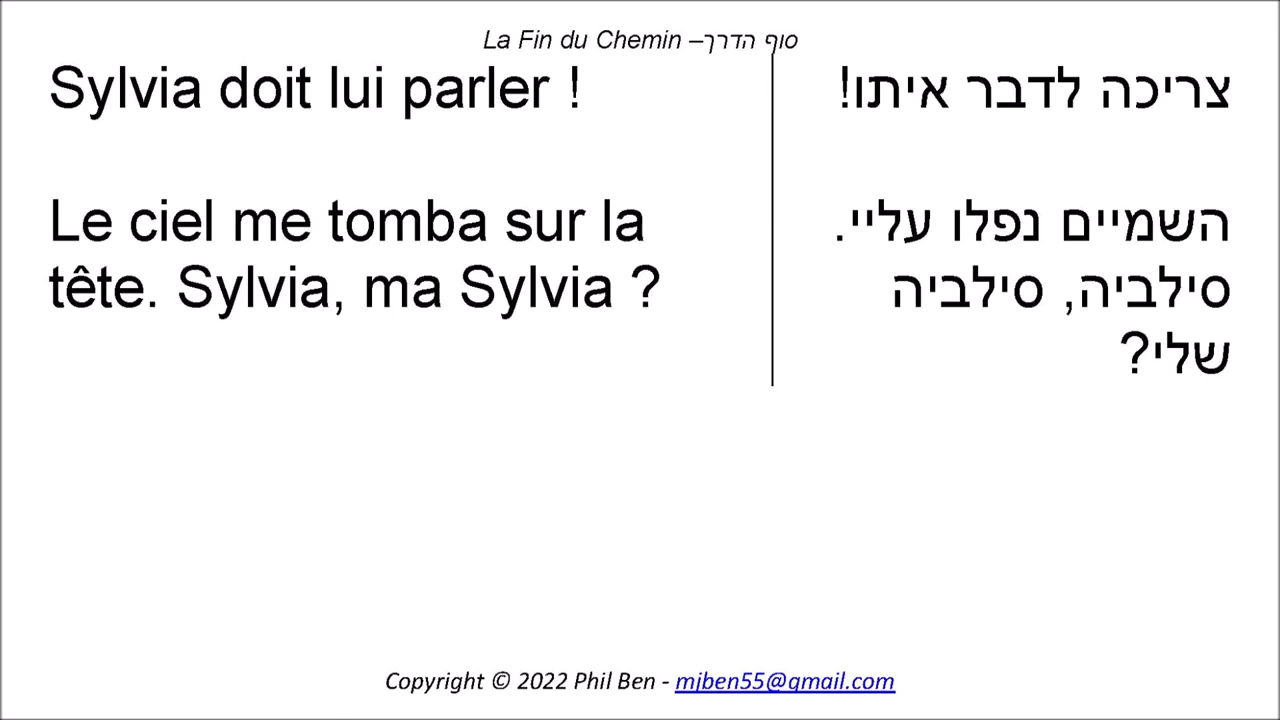 La Fin du Chemin – סוף הדרך
Sylvia doit lui parler !
Le ciel me tomba sur la
tête. Sylvia, ma Sylvia ?
צריכה לדבר איתו!
השמיים נפלו עליי.
סילביה, סילביה
שלי?
Copyright © 2022 Phil Ben - mjben55@gmail.com